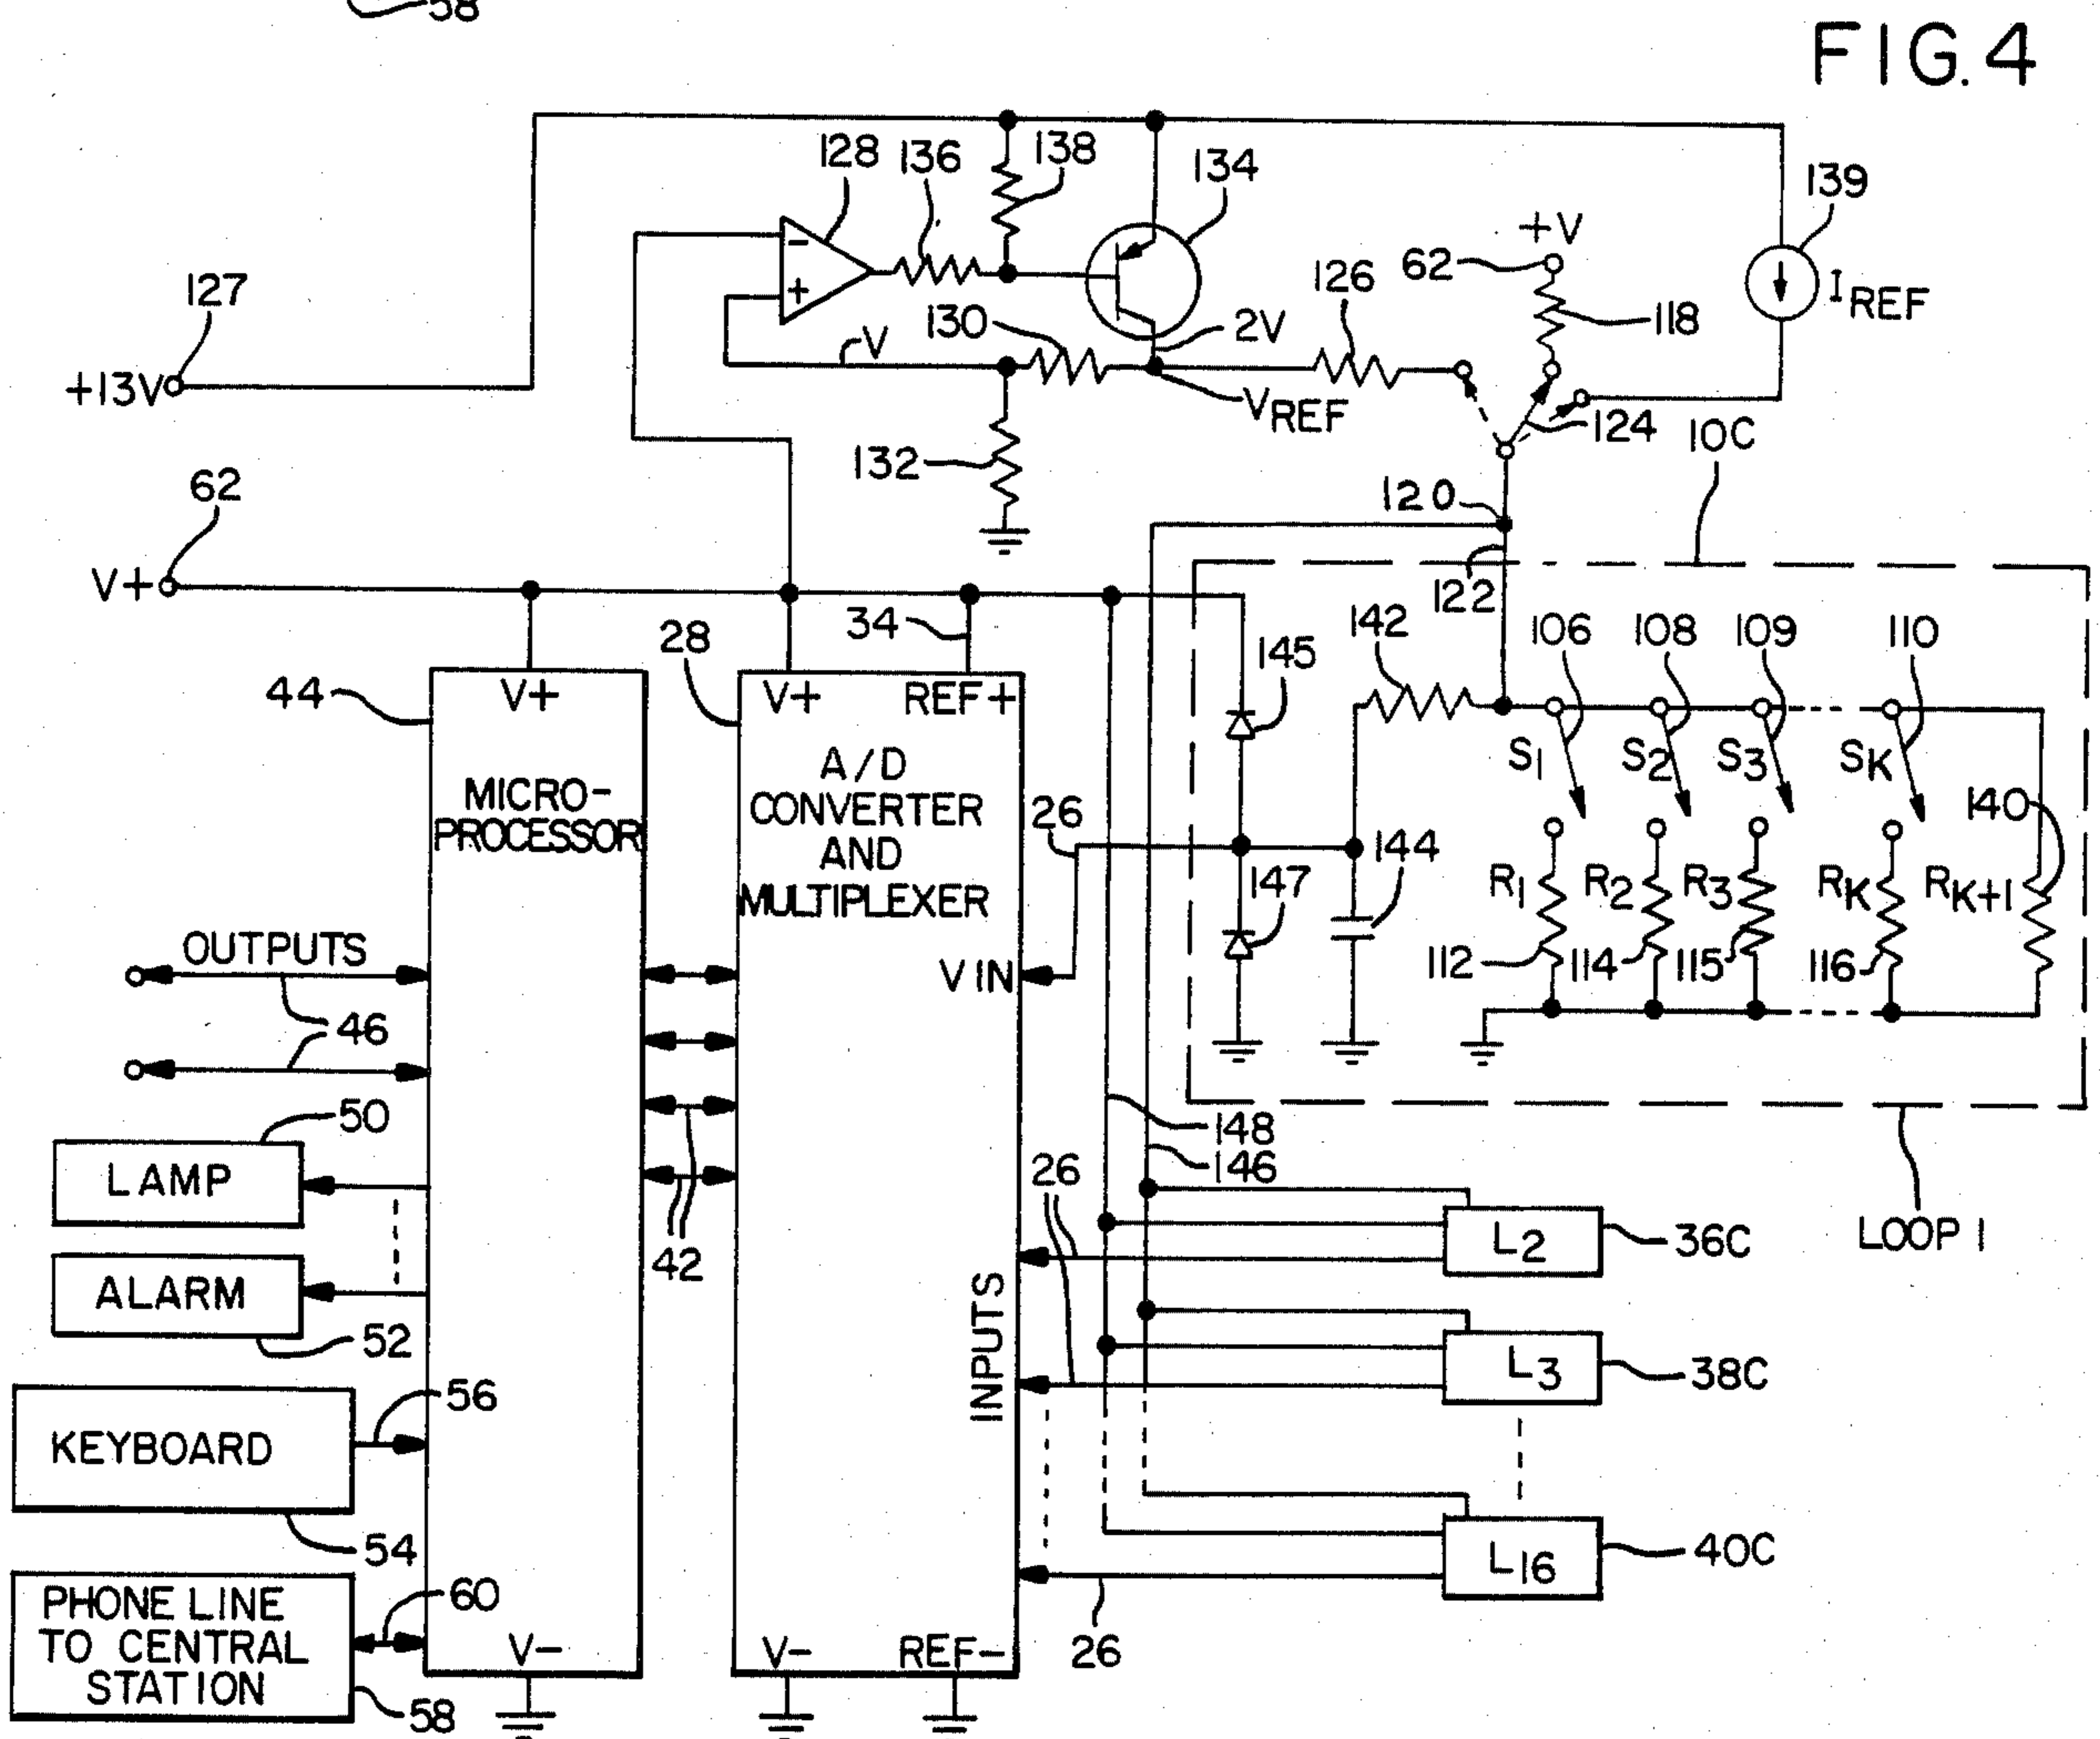 58
FIG. 4
128
136
138
134
139
+V
62
127
126
118
I REF
130
2V
+13V
V
V REF
124
10C
132
120
62
V+
122
34
142
106
108
109
110
28
145
44
V+
V+
REF+
S1
S2
S3
SK
MICRO-
PROCESSOR
A/D
CONVERTER
AND
MULTIPLEXER
26
140
144
147
R1
R2
R3
RK
RK+1
OUTPUTS
VIN
112
114
115
116
46
50
148
LAMP
26
146
L2
36C
LOOP 1
42
ALARM
52
INPUTS
L3
38C
56
KEYBOARD
54
L16
40C
60
PHONE LINE
TO CENTRAL
STATION
V-
V-
REF-
26
58